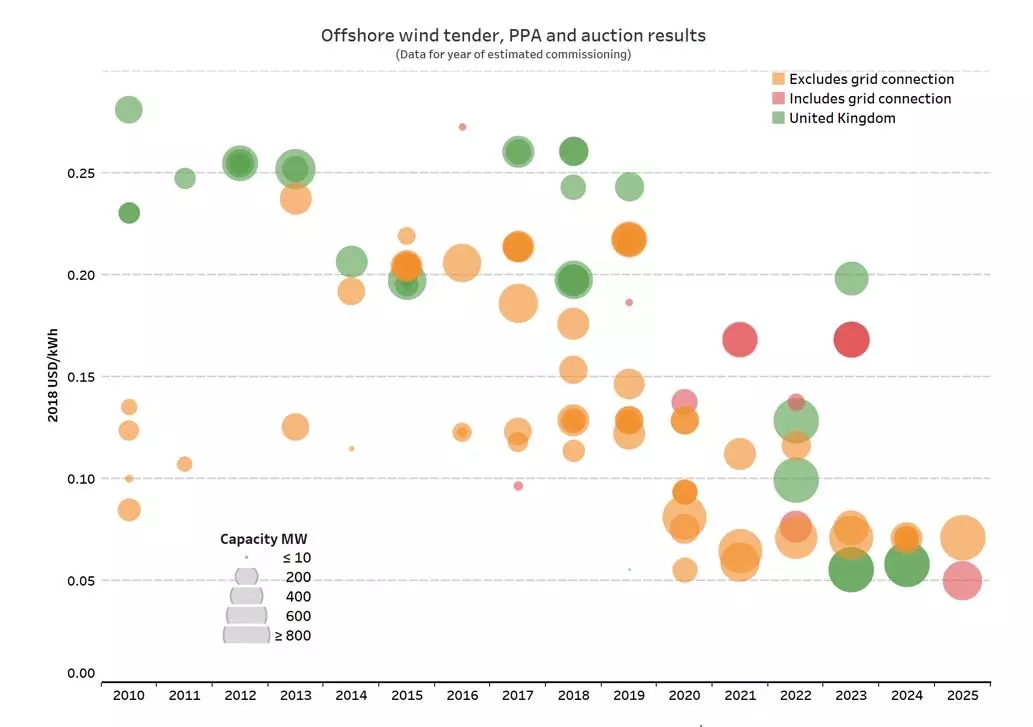 Offshore wind tender, PPA and auction results
(Data for year of estimated commissioning)
Excludes grid connection
Includes grid connection
United Kingdom
0.25
0.20
2018 USD/kWh
0.15
0.10
Capacity MW
≤ 10
200
400
600
≥ 800
0.05
0.00
2010 2011 2012 2013 2014 2015 2016 2017 2018 2019 2020 2021 2022 2023 2024 2025